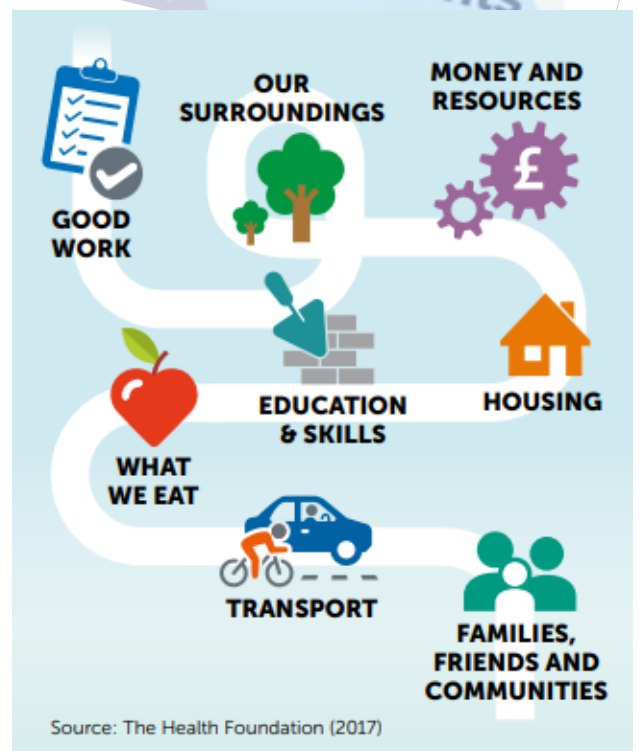 OUR
SURROUNDINGS
MONEY AND
RESOURCES
£
GOOD
WORK
EDUCATION
& SKILLS
HOUSING
WHAT
WE EAT
TRANSPORT
FAMILIES,
FRIENDS AND
COMMUNITIES
Source: The Health Foundation (2017)